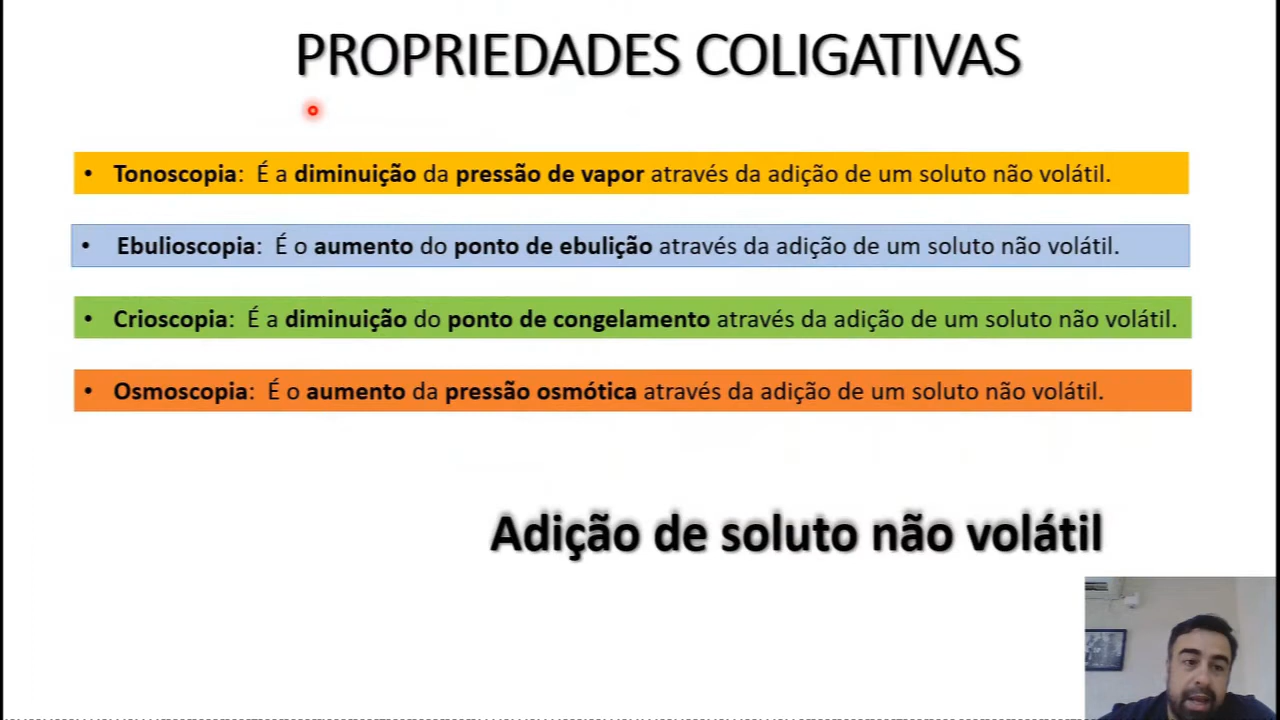 PROPRIEDADES COLIGATIVAS
• Tonoscopia: É a diminuição da pressão de vapor através da adição de um soluto não volátil.
• Ebulioscopia: É o aumento do ponto de ebulição através da adição de um soluto não volátil.
• Crioscopia: É a diminuição do ponto de congelamento através da adição de um soluto não volátil.
• Osmoscopia: É o aumento da pressão osmótica através da adição de um soluto não volátil.
Adição de soluto não volátil